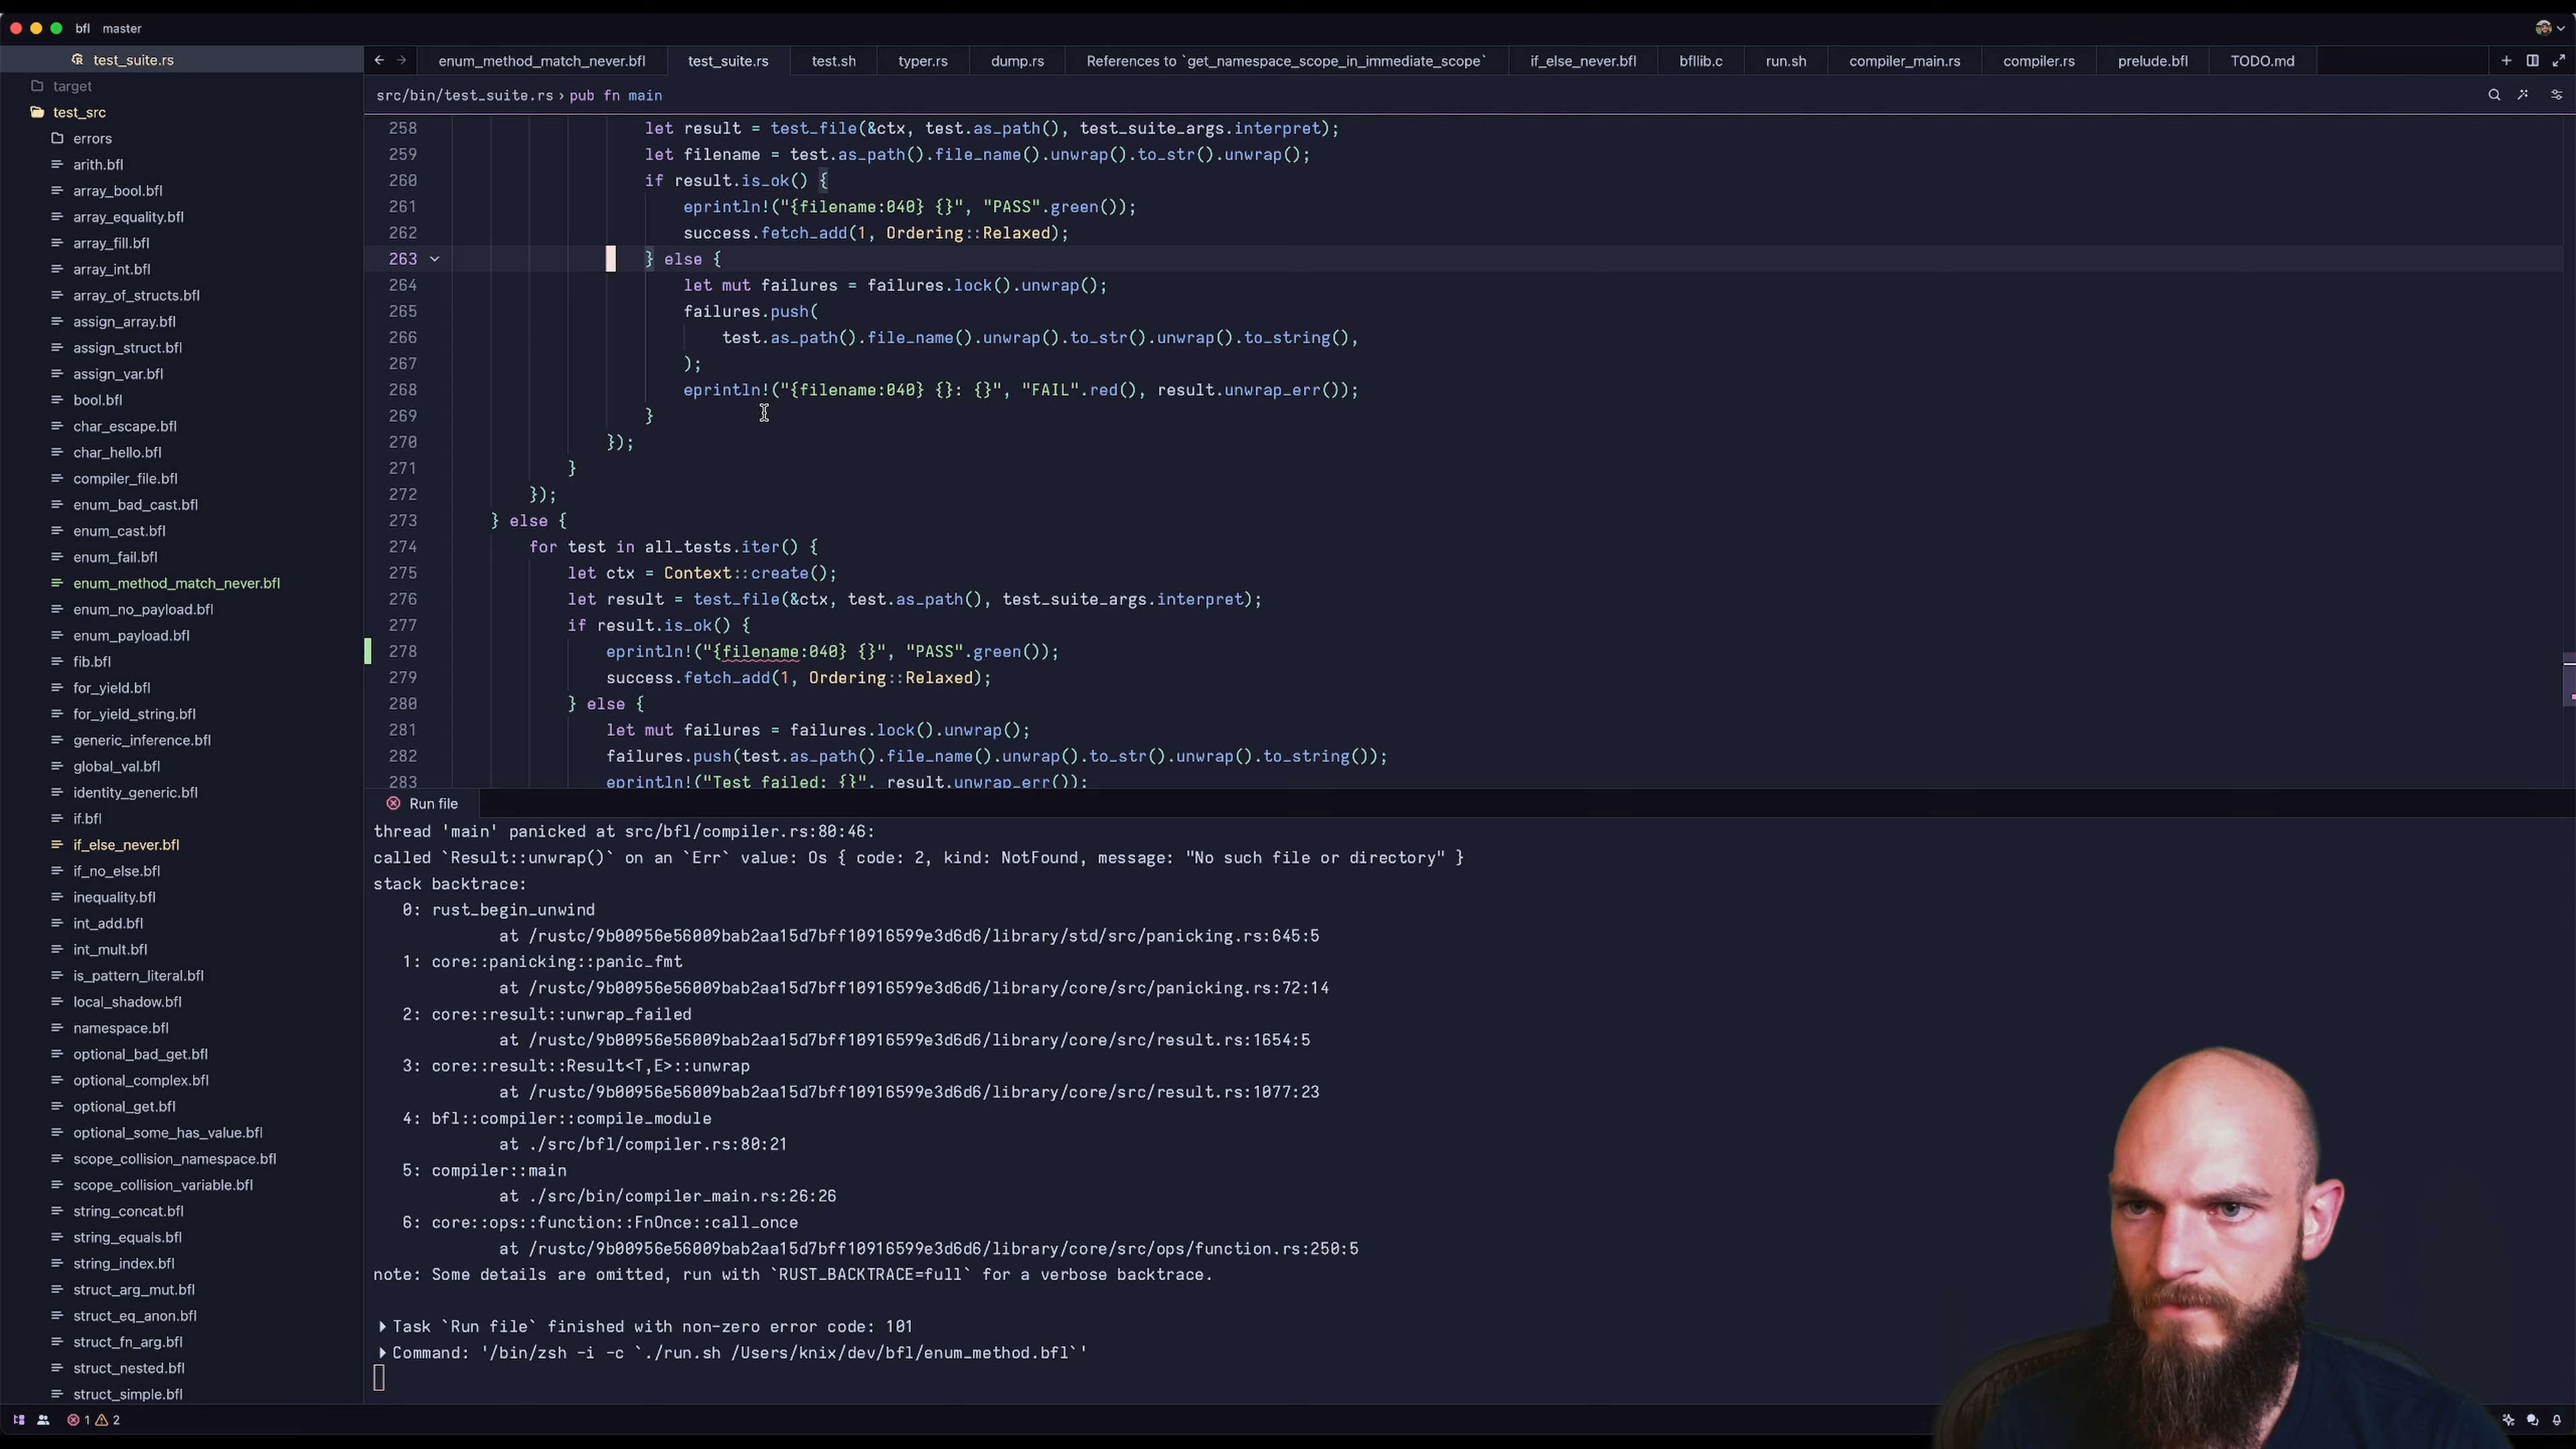 bfl master
test_suite.rs
target
test_src
errors
arith.bfl
array_bool.bfl
array_equality.bfl
array_fill.bfl
array_int.bfl
array_of_structs.bfl
assign_array.bfl
assign_struct.bfl
assign_var.bfl
bool.bfl
char_escape.bfl
char_hello.bfl
compiler_file.bfl
enum_bad_cast.bfl
enum_cast.bfl
enum_fail.bfl
enum_method_match_never.bfl
enum_no_payload.bfl
enum_payload.bfl
fib.bfl
for_yield.bfl
for_yield_string.bfl
generic_inference.bfl
global_val.bfl
identity_generic.bfl
if.bfl
if_else_never.bfl
if_no_else.bfl
inequality.bfl
int_add.bfl
int_mult.bfl
is_pattern_literal.bfl
local_shadow.bfl
namespace.bfl
optional_bad_get.bfl
optional_complex.bfl
optional_get.bfl
optional_some_has_value.bfl
scope_collision_namespace.bfl
scope_collision_variable.bfl
string_concat.bfl
string_equals.bfl
string_index.bfl
struct_arg_mut.bfl
struct_eq_anon.bfl
struct_fn_arg.bfl
struct_nested.bfl
struct_simple.bfl
1 2
enum_method_match_never.bfl test_suite.rs test.sh typer.rs dump.rs References to `get_namespace_scope_in_immediate_scope` if_else_never.bfl bfllib.c run.sh compiler_main.rs compiler.rs prelude.bfl TODO.md
src/bin/test_suite.rs › pub fn main
258 let result = test_file(&ctx, test.as_path(), test_suite_args.interpret);
259 let filename = test.as_path().file_name().unwrap().to_str().unwrap();
260 if result.is_ok() {
261 eprintln!("{filename:040} {}", "PASS".green());
262 success.fetch_add(1, Ordering::Relaxed);
263 } else {
264 let mut failures = failures.lock().unwrap();
265 failures.push(
266 test.as_path().file_name().unwrap().to_str().unwrap().to_string(),
267 );
268 eprintln!("{filename:040} {}: {}", "FAIL".red(), result.unwrap_err());
269 }
270 });
271 }
272 });
273 } else {
274 for test in all_tests.iter() {
275 let ctx = Context::create();
276 let result = test_file(&ctx, test.as_path(), test_suite_args.interpret);
277 if result.is_ok() {
278 eprintln!("{filename:040} {}", "PASS".green());
279 success.fetch_add(1, Ordering::Relaxed);
280 } else {
281 let mut failures = failures.lock().unwrap();
282 failures.push(test.as_path().file_name().unwrap().to_str().unwrap().to_string());
283 eprintln!("Test failed: {}", result.unwrap_err());
Run file
thread 'main' panicked at src/bfl/compiler.rs:80:46:
called `Result::unwrap()` on an `Err` value: Os { code: 2, kind: NotFound, message: "No such file or directory" }
stack backtrace:
0: rust_begin_unwind
at /rustc/9b00956e56009bab2aa15d7bff10916599e3d6d6/library/std/src/panicking.rs:645:5
1: core::panicking::panic_fmt
at /rustc/9b00956e56009bab2aa15d7bff10916599e3d6d6/library/core/src/panicking.rs:72:14
2: core::result::unwrap_failed
at /rustc/9b00956e56009bab2aa15d7bff10916599e3d6d6/library/core/src/result.rs:1654:5
3: core::result::Result<T,E>::unwrap
at /rustc/9b00956e56009bab2aa15d7bff10916599e3d6d6/library/core/src/result.rs:1077:23
4: bfl::compiler::compile_module
at ./src/bfl/compiler.rs:80:21
5: compiler::main
at ./src/bin/compiler_main.rs:26:26
6: core::ops::function::FnOnce::call_once
at /rustc/9b00956e56009bab2aa15d7bff10916599e3d6d6/library/core/src/ops/function.rs:250:5
note: Some details are omitted, run with `RUST_BACKTRACE=full` for a verbose backtrace.
Task `Run file` finished with non-zero error code: 101
Command: '/bin/zsh -i -c `./run.sh /Users/knix/dev/bfl/enum_method.bfl`'